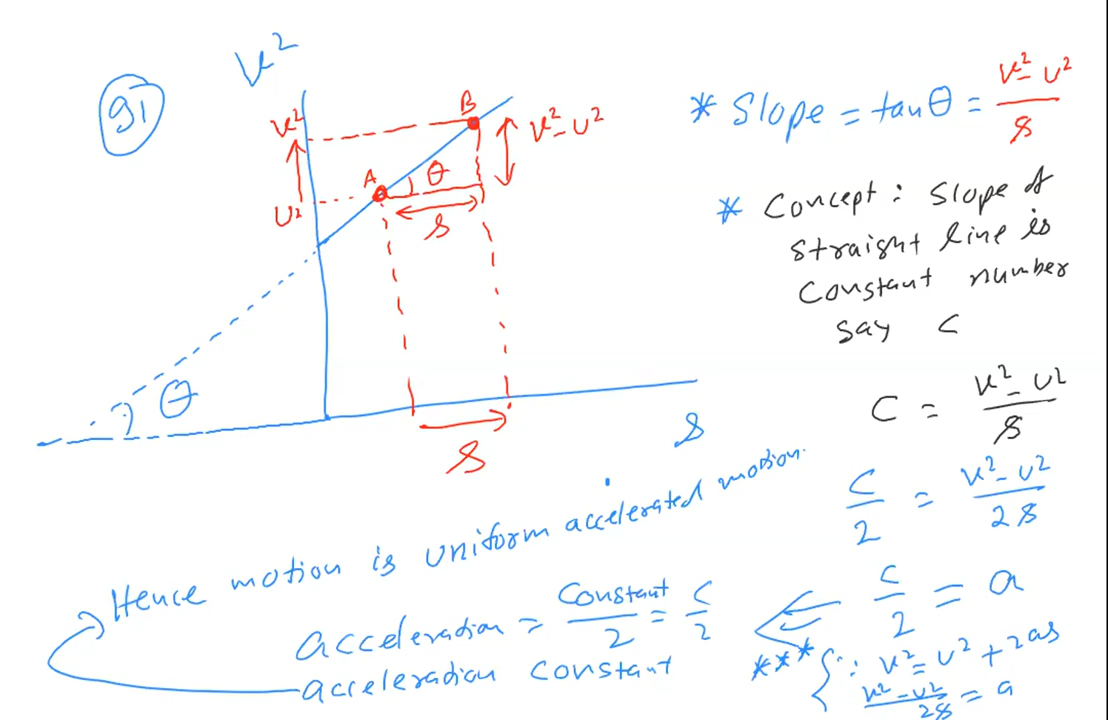 91
v²
v²
u²
A
B
θ
s
v² - u²
θ
s
s
* Slope = tanθ = v² - u² / s
* Concept : Slope of
straight line is
constant number
say c
c = v² - u² / s
c / 2 = v² - u² / 2s
c / 2 = a
*** { ∵ v² = u² + 2as
v² - u² / 2s = a
Hence motion is uniform accelerated motion.
acceleration = constant / 2 = c / 2
acceleration constant